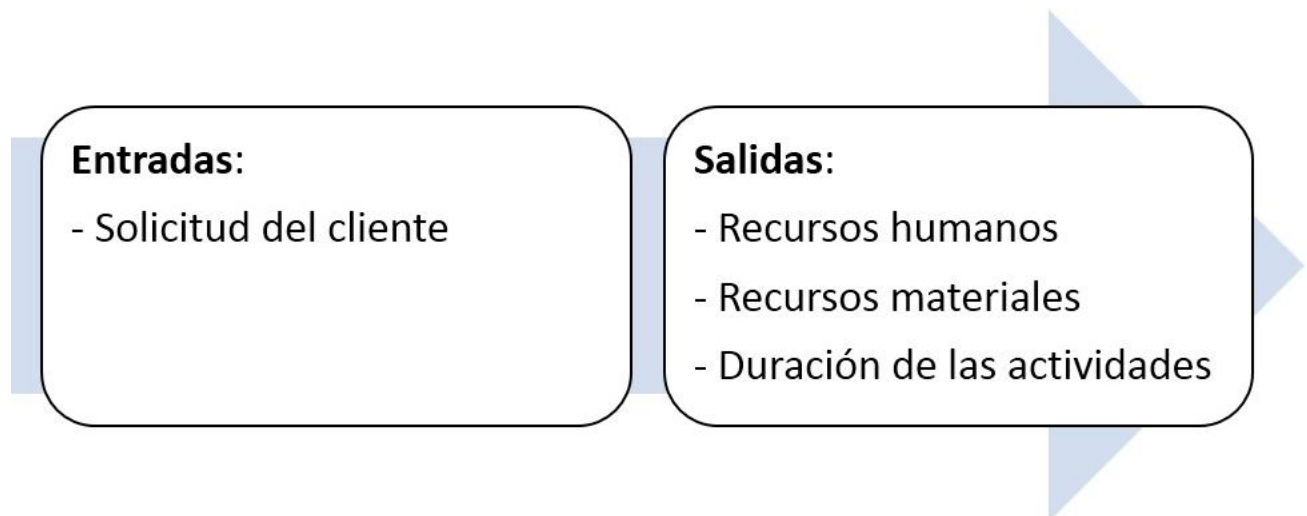 Entradas:
- Solicitud del cliente
Salidas:
- Recursos humanos
- Recursos materiales
- Duración de las actividades